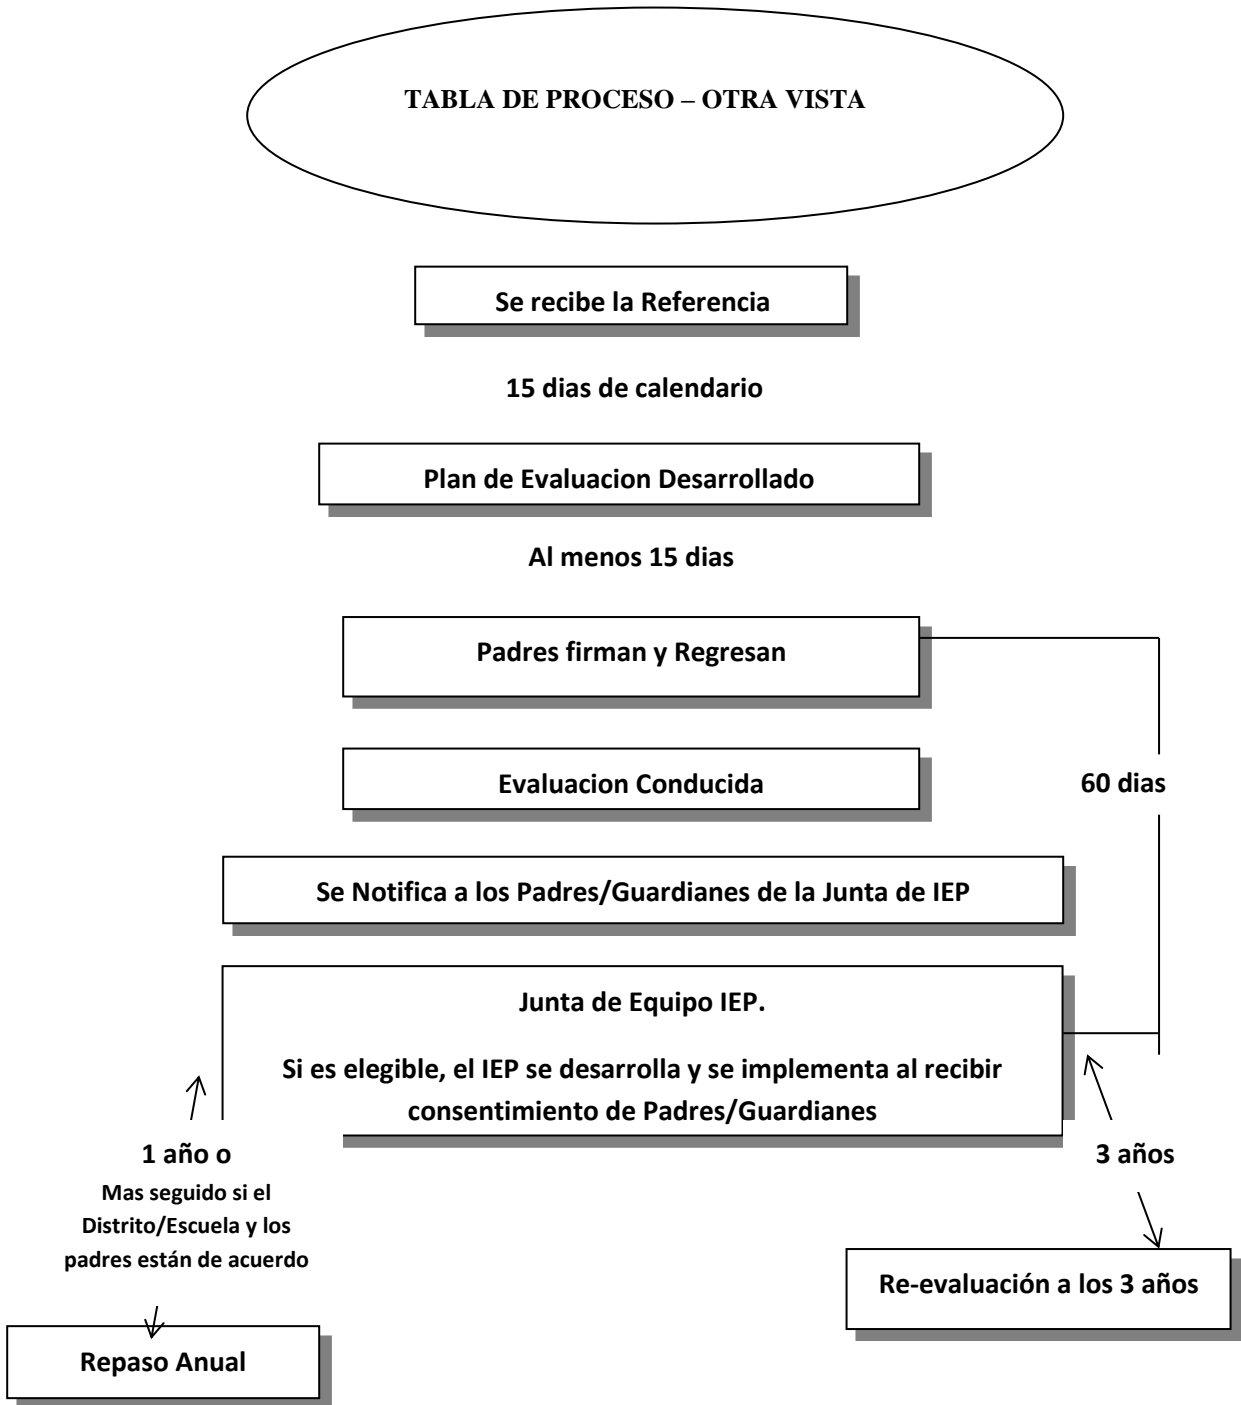 TABLA DE PROCESO – OTRA VISTA
Se recibe la Referencia
15 dias de calendario
Plan de Evaluacion Desarrollado
Al menos 15 dias
Padres firman y Regresan
Evaluacion Conducida
60 dias
Se Notifica a los Padres/Guardianes de la Junta de IEP
Junta de Equipo IEP.
Si es elegible, el IEP se desarrolla y se implementa al recibir
consentimiento de Padres/Guardianes
1 año o
Mas seguido si el
Distrito/Escuela y los
padres están de acuerdo
3 años
Re-evaluación a los 3 años
Repaso Anual